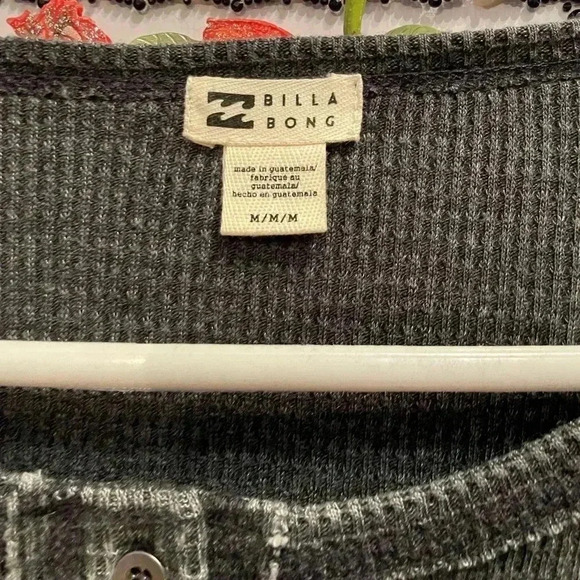 BILLA
BONG
made in guatemala/
fabrique au
guatemala/
hecho en guatemala/
M/M/M